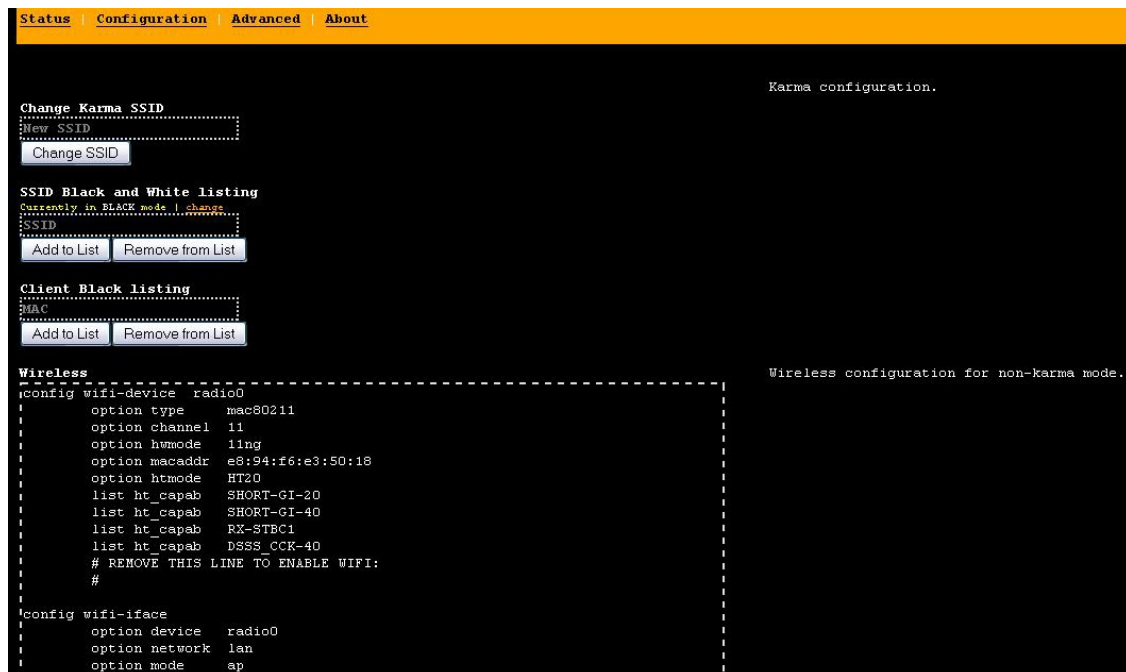 Status | Configuration | Advanced | About
Karma configuration.
Change Karma SSID
New SSID
Change SSID
SSID Black and White listing
Currently in BLACK mode | change
SSID
Add to List Remove from List
Client Black listing
MAC
Add to List Remove from List
Wireless
Wireless configuration for non-karma mode.
config wifi-device radio0
option type mac80211
option channel 11
option hwmode 11ng
option macaddr e8:94:f6:e3:50:18
option htmode HT20
list ht_capab SHORT-GI-20
list ht_capab SHORT-GI-40
list ht_capab RX-STBC1
list ht_capab DSSS_CCK-40
# REMOVE THIS LINE TO ENABLE WIFI:
#
config wifi-iface
option device radio0
option network lan
option mode ap